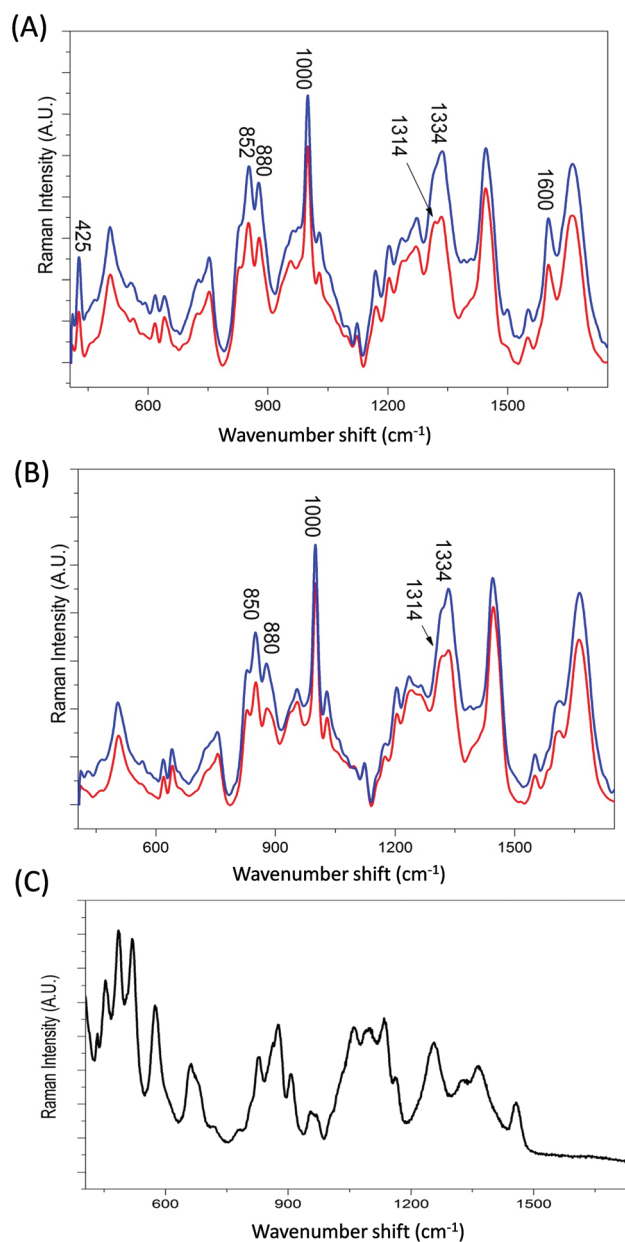 (A)
Raman Intensity (A.U.)
425
852
880
1000
1314
1334
1600
600 900 1200 1500
Wavenumber shift (cm⁻¹)
(B)
Raman Intensity (A.U.)
850
880
1000
1314
1334
600 900 1200 1500
Wavenumber shift (cm⁻¹)
(C)
Raman Intensity (A.U.)
600 900 1200 1500
Wavenumber shift (cm⁻¹)